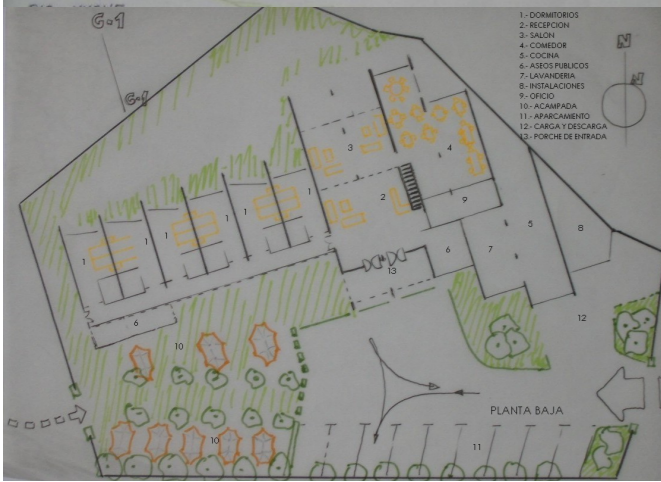 G-1
G-1
1.- DORMITORIOS
2.- RECEPCION
3.- SALON
4.- COMEDOR
5.- COCINA
6.- ASEOS PUBLICOS
7.- LAVANDERIA
8.- INSTALACIONES
9.- OFICIO
10.- ACAMPADA
11.- APARCAMIENTO
12.- CARGA Y DESCARGA
13.- PORCHE DE ENTRADA
N
N
3
4
1
1
1
1
1
1
2
9
5
8
6
7
13
6
12
10
PLANTA BAJA
10
11